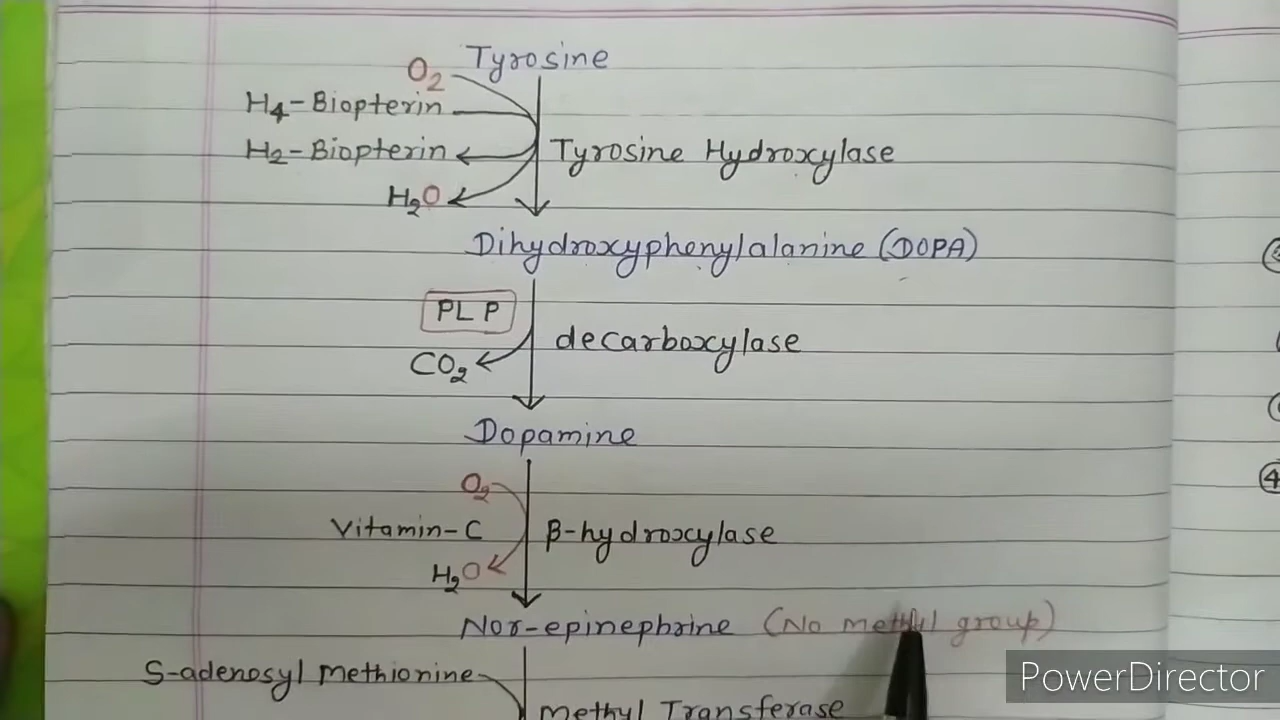 Tyrosine
O2
H4-Biopterin
H2-Biopterin
Tyrosine Hydroxylase
H2O
Dihydroxyphenylalanine (DOPA)
PLP
decarboxylase
CO2
Dopamine
O2
Vitamin-C
β-hydroxylase
H2O
Nor-epinephrine (No methyl group)
S-adenosyl Methionine
Methyl Transferase
4
PowerDirector